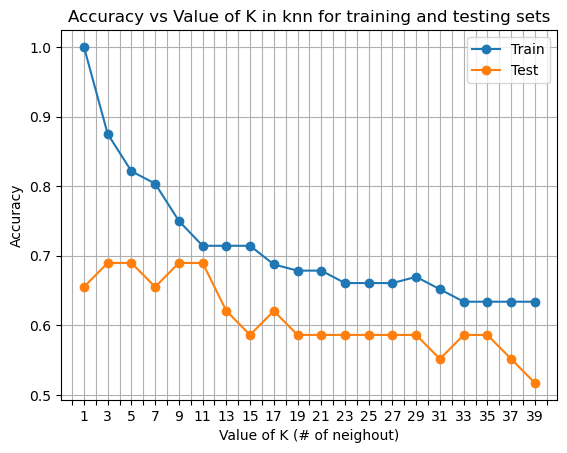 Accuracy vs Value of K in knn for training and testing sets
Train
Test
Accuracy
1.0
0.9
0.8
0.7
0.6
0.5
1 3 5 7 9 11 13 15 17 19 21 23 25 27 29 31 33 35 37 39
Value of K (# of neighout)